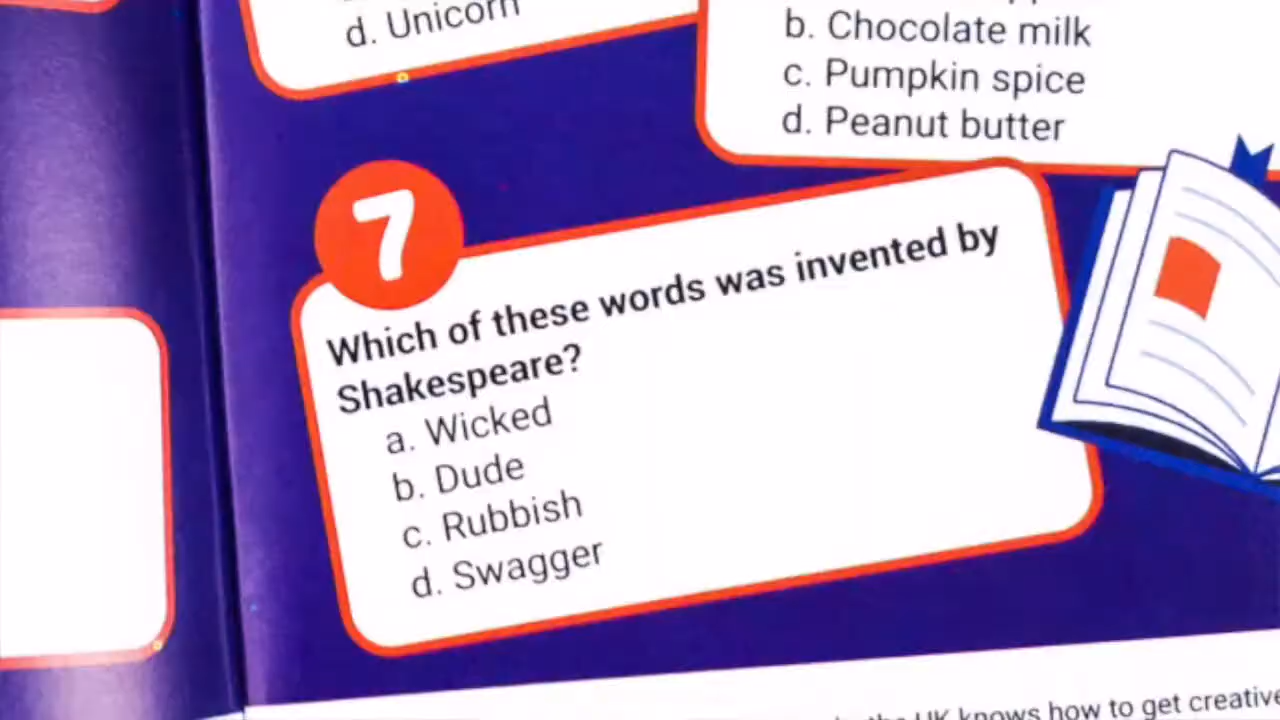 d. Unicorn
b. Chocolate milk
c. Pumpkin spice
d. Peanut butter
7
Which of these words was invented by
Shakespeare?
a. Wicked
b. Dude
c. Rubbish
d. Swagger
the UK knows how to get creative